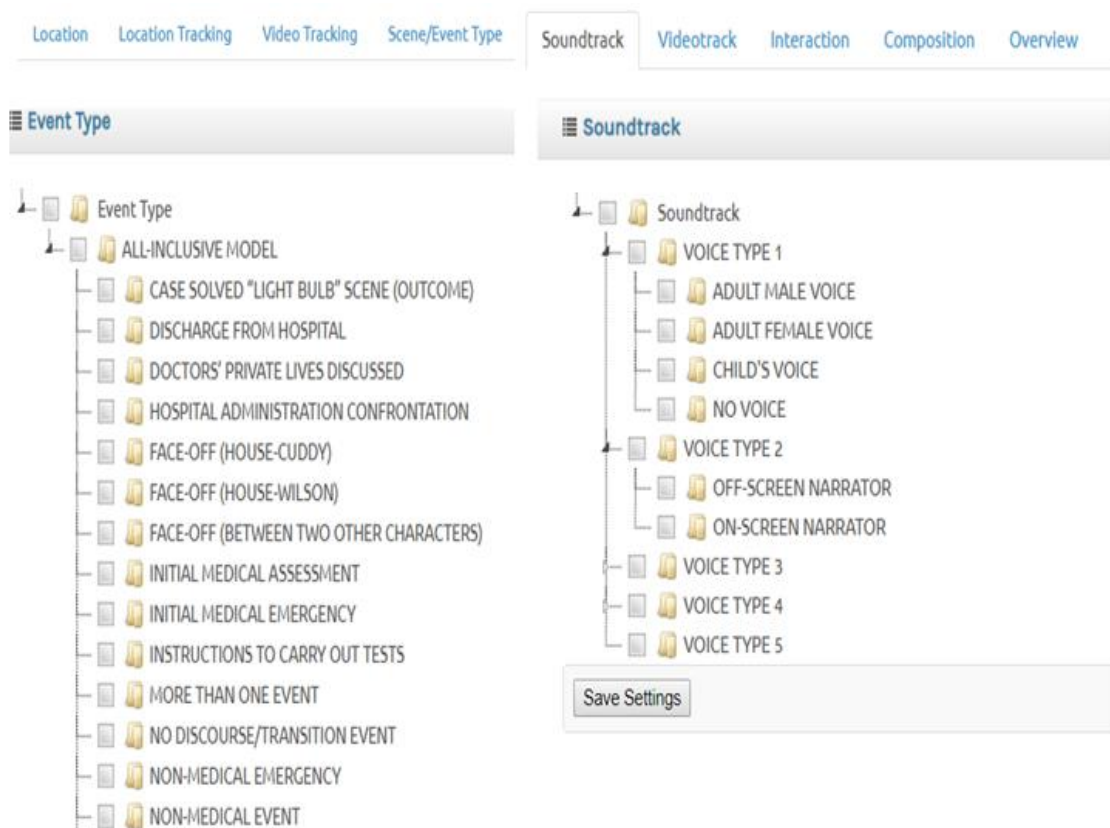 Location Location Tracking Video Tracking Scene/Event Type Soundtrack Videotrack Interaction Composition Overview
Event Type
Event Type
ALL-INCLUSIVE MODEL
CASE SOLVED "LIGHT BULB" SCENE (OUTCOME)
DISCHARGE FROM HOSPITAL
DOCTORS' PRIVATE LIVES DISCUSSED
HOSPITAL ADMINISTRATION CONFRONTATION
FACE-OFF (HOUSE-CUDDY)
FACE-OFF (HOUSE-WILSON)
FACE-OFF (BETWEEN TWO OTHER CHARACTERS)
INITIAL MEDICAL ASSESSMENT
INITIAL MEDICAL EMERGENCY
INSTRUCTIONS TO CARRY OUT TESTS
MORE THAN ONE EVENT
NO DISCOURSE/TRANSITION EVENT
NON-MEDICAL EMERGENCY
NON-MEDICAL EVENT
Soundtrack
Soundtrack
VOICE TYPE 1
ADULT MALE VOICE
ADULT FEMALE VOICE
CHILD'S VOICE
NO VOICE
VOICE TYPE 2
OFF-SCREEN NARRATOR
ON-SCREEN NARRATOR
VOICE TYPE 3
VOICE TYPE 4
VOICE TYPE 5
Save Settings